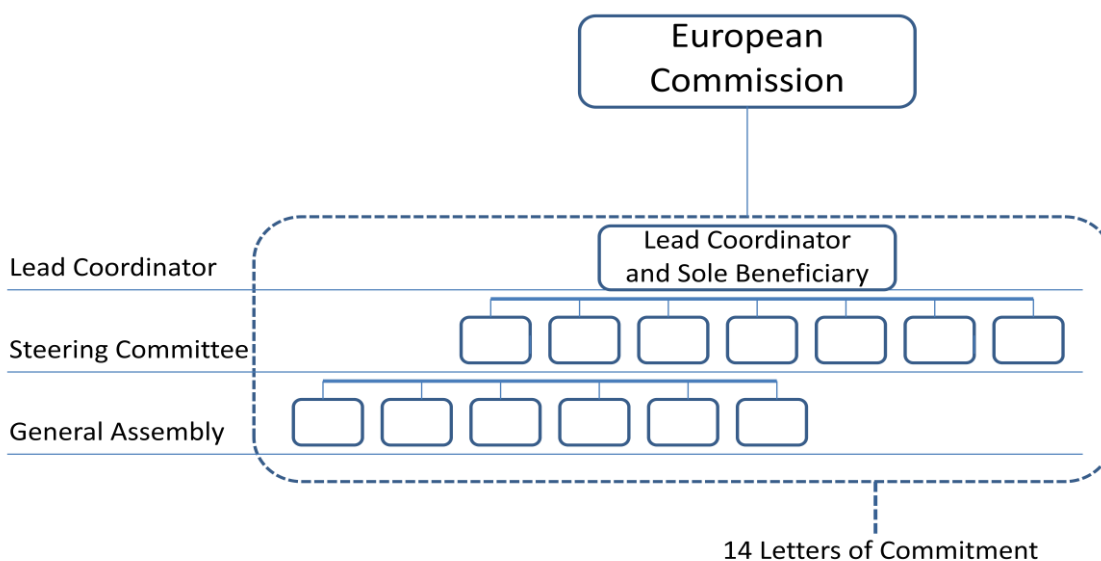 European
Commission
Lead Coordinator
and Sole Beneficiary
Lead Coordinator
Steering Committee
General Assembly
14 Letters of Commitment